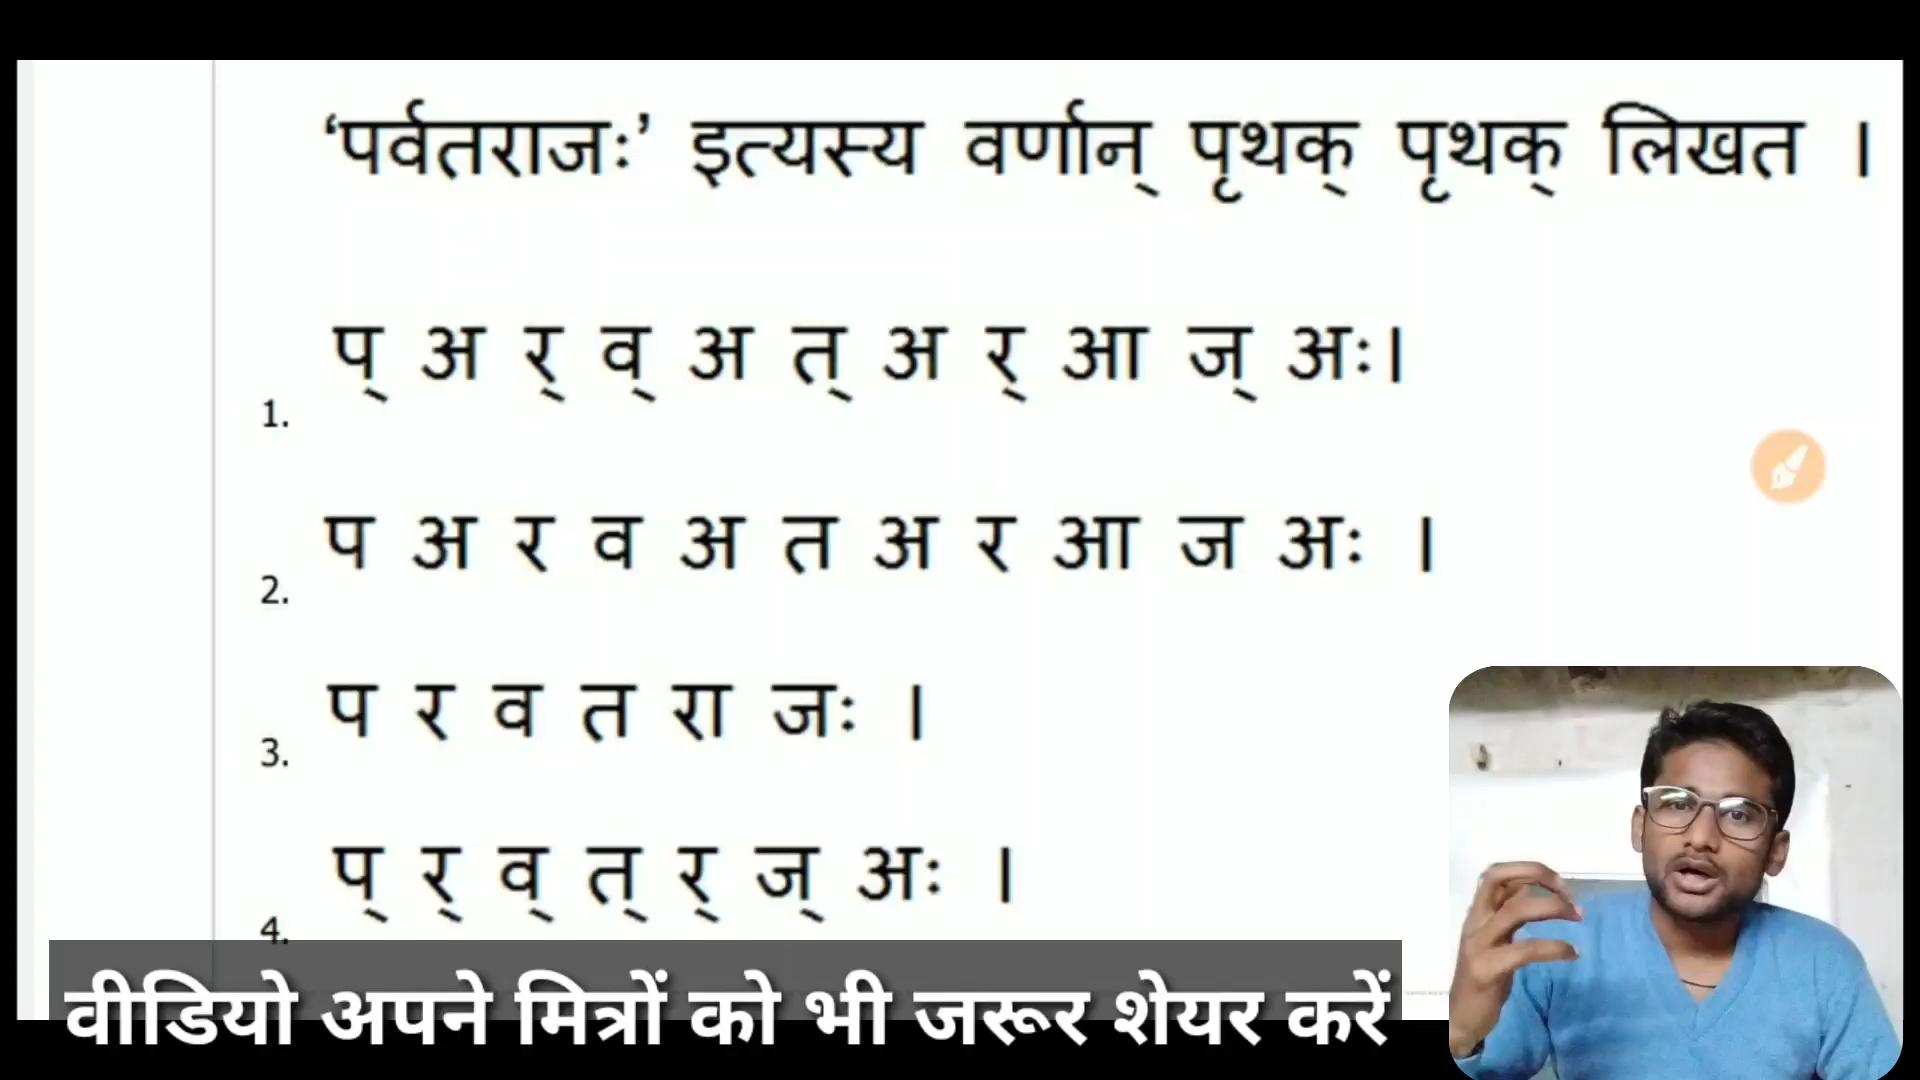 ‘पर्वतराजः’ इत्यस्य वर्णान् पृथक् पृथक् लिखत ।
1. प् अ र् व् अ त् अ र् आ ज् अः।
2. प अ र व अ त अ र आ ज अः ।
3. प र व त रा जः ।
4. प् र् व् त् र् ज् अः ।
वीडियो अपने मित्रों को भी जरूर शेयर करें